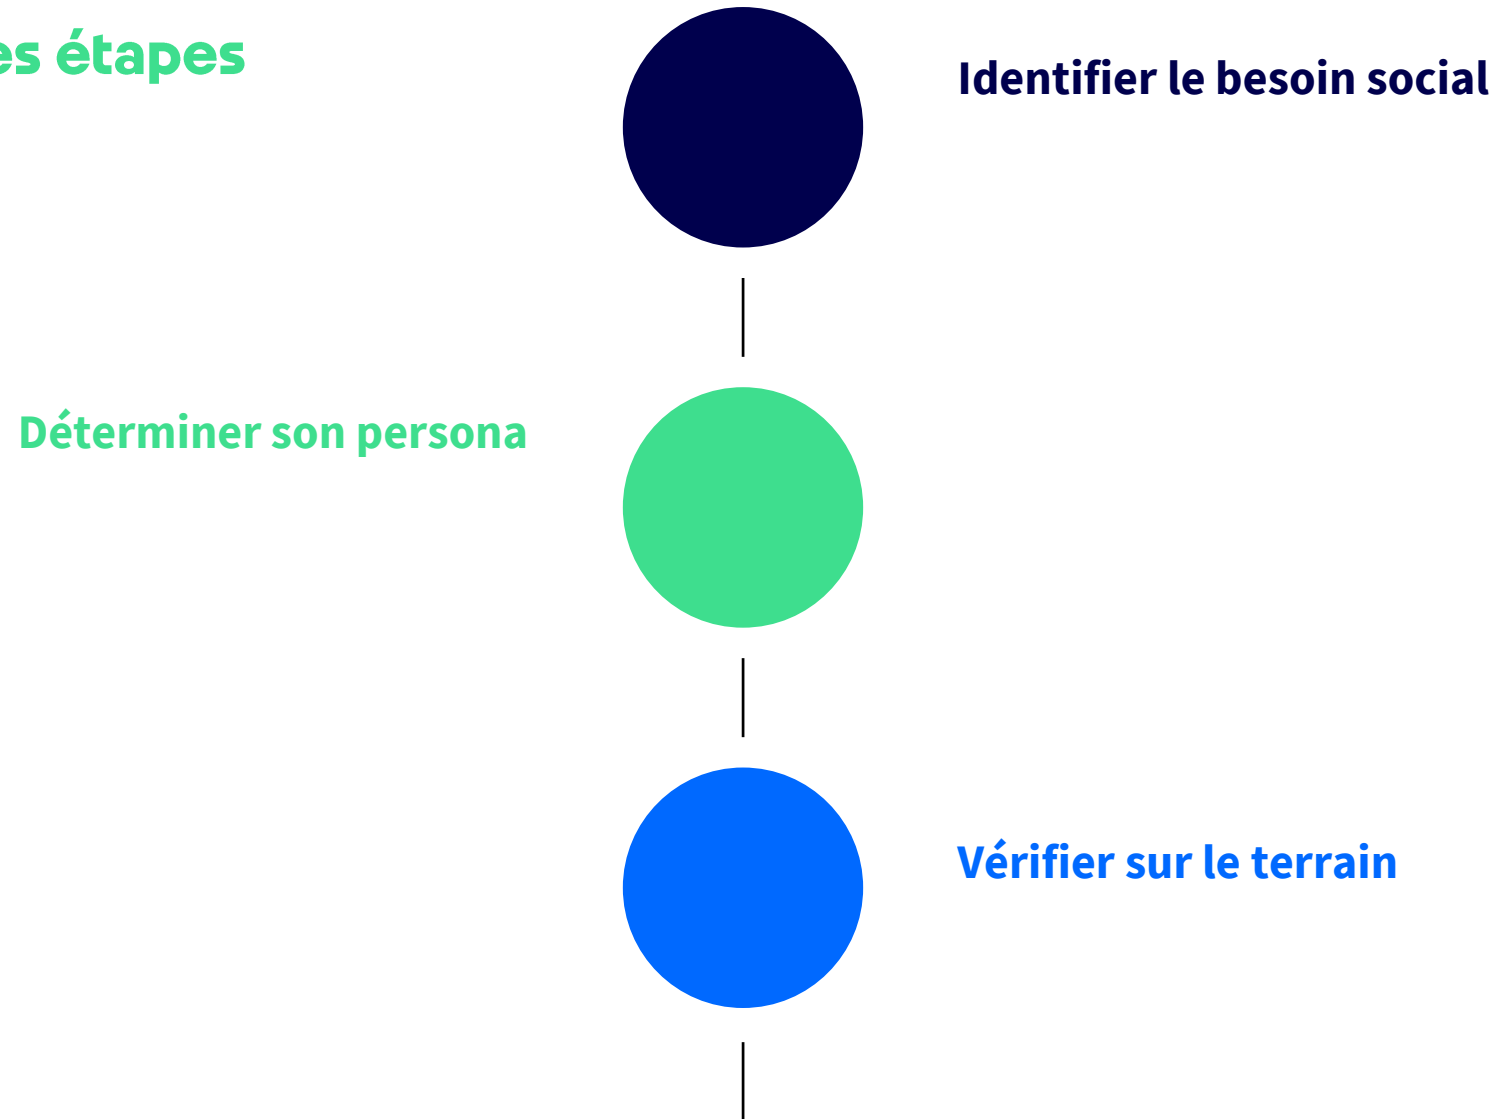 es étapes
Identifier le besoin social
Déterminer son persona
Vérifier sur le terrain